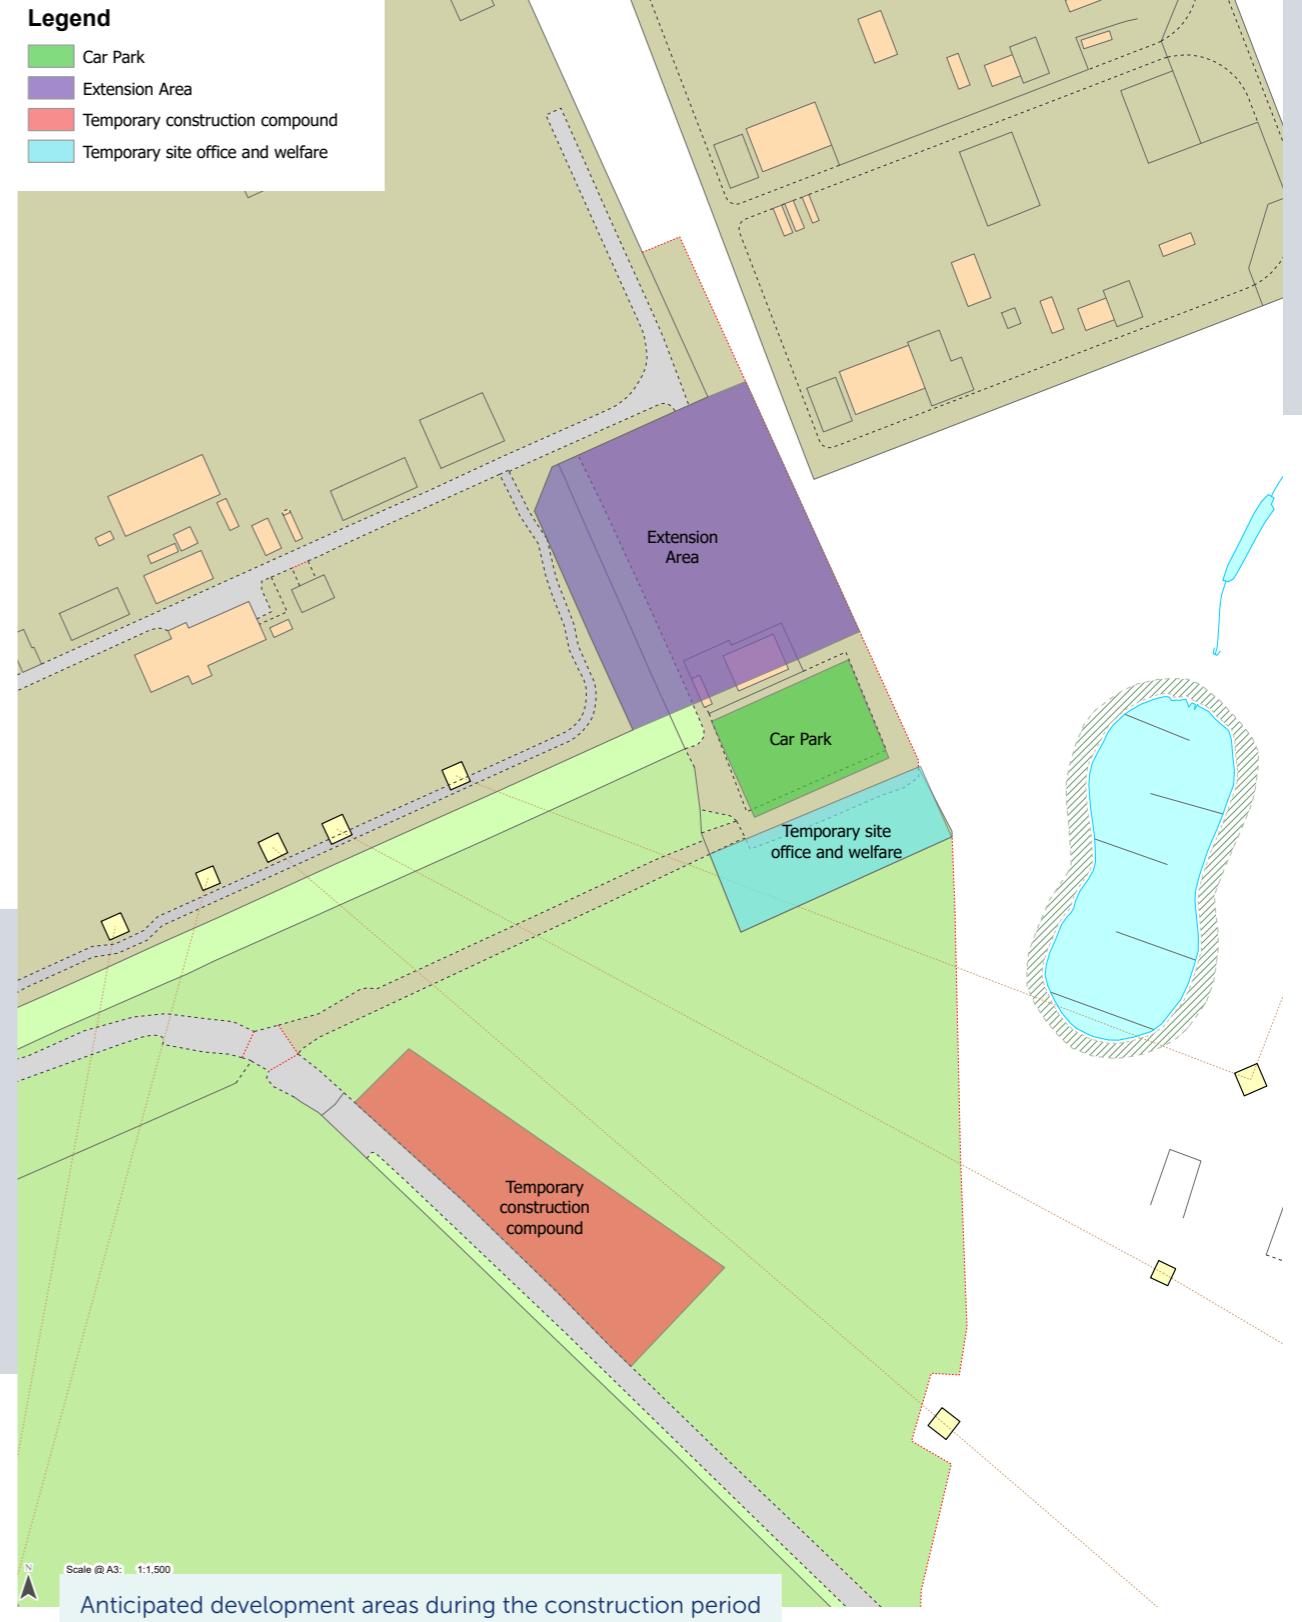 Legend
Car Park
Extension Area
Temporary construction compound
Temporary site office and welfare
Extension
Area
Car Park
Temporary site
office and welfare
Temporary
construction
compound
N
Scale @ A3: 1:1,500
Anticipated development areas during the construction period